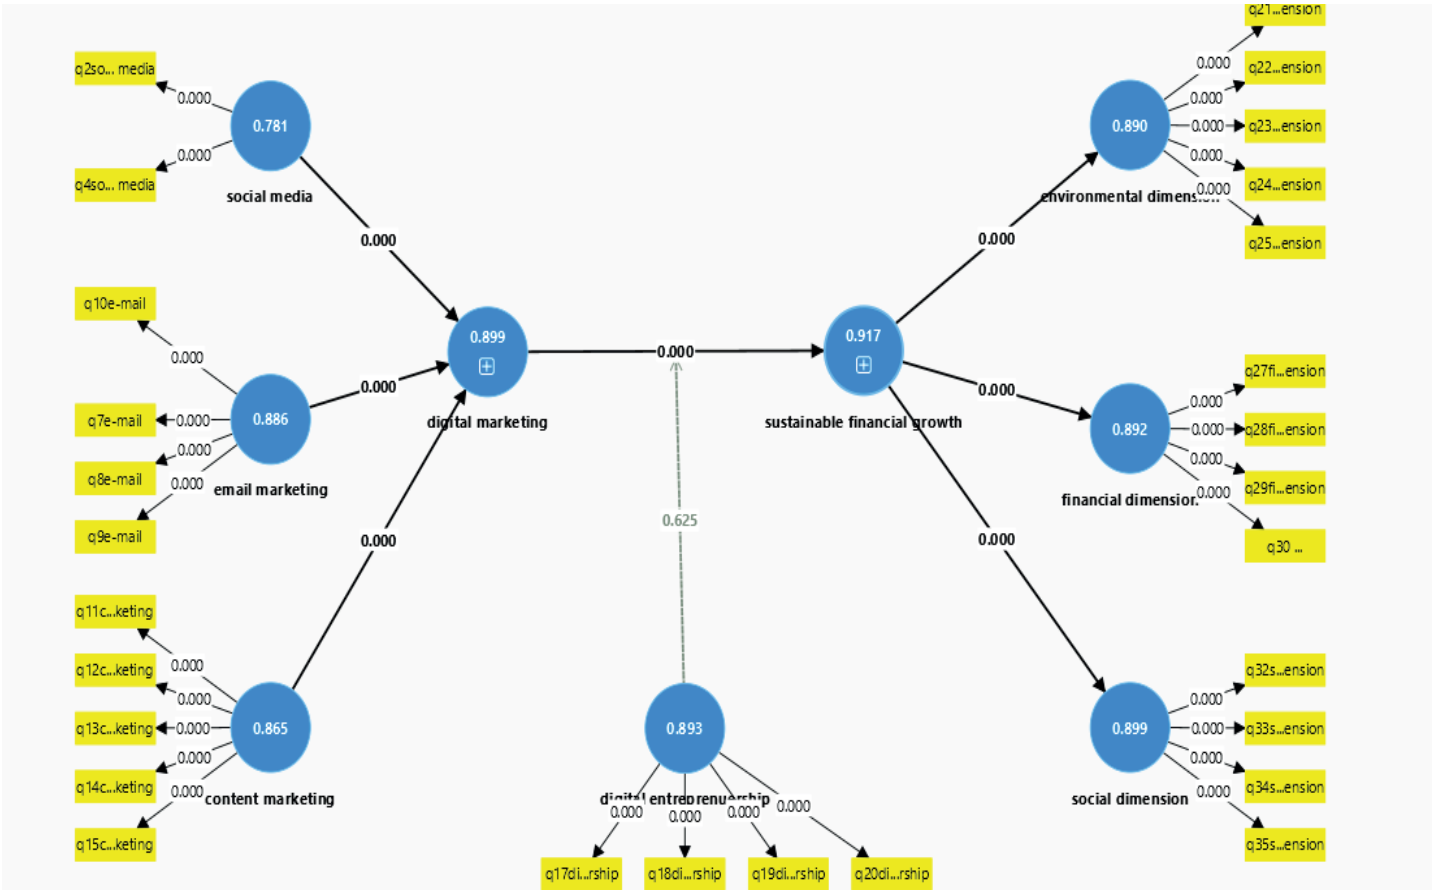 q21...ension
q2so... media
0.000
0.781
0.000
q4so... media
social media
0.000
0.890
0.000
0.000
0.000
0.000
0.000
q22...ension
q23...ension
q24...ension
q25...ension
environmental dimens...
0.000
q10e-mail
0.000
0.886
0.000
q7e-mail
0.000
q8e-mail
0.000
q9e-mail
email marketing
0.000
0.899
digital marketing
0.000
0.917
sustainable financial growth
0.000
0.892
0.000
0.000
0.000
0.000
q27fi...ension
q28fi...ension
q29fi...ension
q30 ...
financial dimension
0.625
q11c...keting
0.000
q12c...keting
0.000
q13c...keting
0.000
q14c...keting
0.000
q15c...keting
0.000
0.865
content marketing
0.000
0.893
digital entreprenuership
0.000
0.000
0.000
0.000
q17di...rship
q18di...rship
q19di...rship
q20di...rship
0.000
0.899
social dimension
0.000
0.000
0.000
0.000
q32s...ension
q33s...ension
q34s...ension
q35s...ension